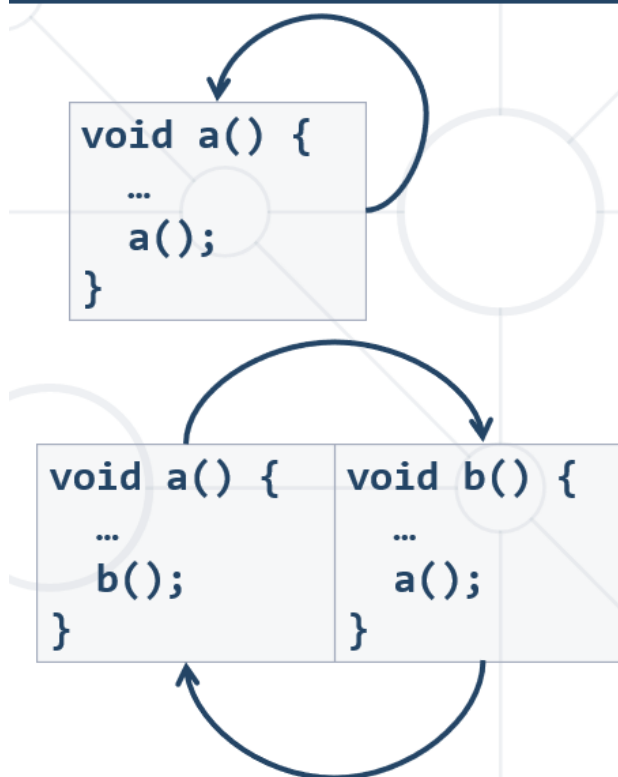 void a() {
…
a();
}
void a() {
…
b();
}
void b() {
…
a();
}